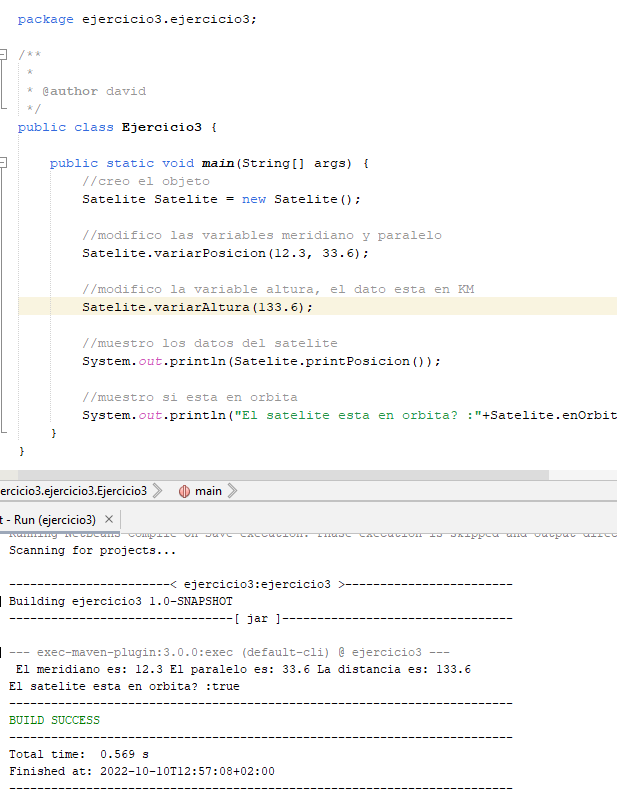 package ejercicio3.ejercicio3;
/**
*
* @author david
*/
public class Ejercicio3 {
public static void main(String[] args) {
//creo el objeto
Satelite Satelite = new Satelite();
//modifico las variables meridiano y paralelo
Satelite.variarPosicion(12.3, 33.6);
//modifico la variable altura, el dato esta en KM
Satelite.variarAltura(133.6);
//muestro los datos del satelite
System.out.println(Satelite.printPosicion());
//muestro si esta en orbita
System.out.println("El satelite esta en orbita? :"+Satelite.enOrbit
}
}
ercicio3.ejercicio3.Ejercicio3 main
t - Run (ejercicio3) ×
Running NetBeans Compile On Save execution. Phase execution is skipped and output direc
Scanning for projects...
-----------------------< ejercicio3:ejercicio3 >------------------------
Building ejercicio3 1.0-SNAPSHOT
--------------------------------[ jar ]---------------------------------
--- exec-maven-plugin:3.0.0:exec (default-cli) @ ejercicio3 ---
El meridiano es: 12.3 El paralelo es: 33.6 La distancia es: 133.6
El satelite esta en orbita? :true
------------------------------------------------------------------------
BUILD SUCCESS
------------------------------------------------------------------------
Total time:  0.569 s
Finished at: 2022-10-10T12:57:08+02:00
------------------------------------------------------------------------